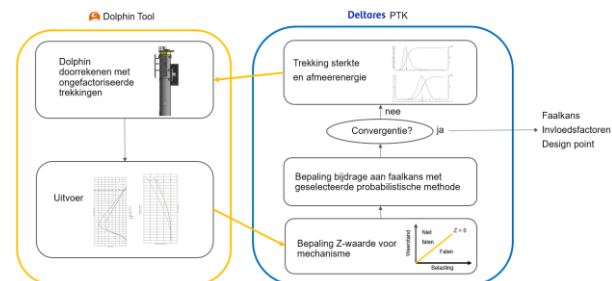 Dolphin Tool
Deltares PTK
Dolphin
doorrekenen met
ongefactoriseerde
trekkingen
Trekking sterkte
en afmeerenergie
nee
Convergentie?
ja
Faalkans
Invloedsfactoren
Design point
Bepaling bijdrage aan faalkans met
geselecteerde probabilistische methode
Uitvoer
Bepaling Z-waarde voor
mechanisme
Weerstand
Niet
falen
Z = 0
Falen
Belasting